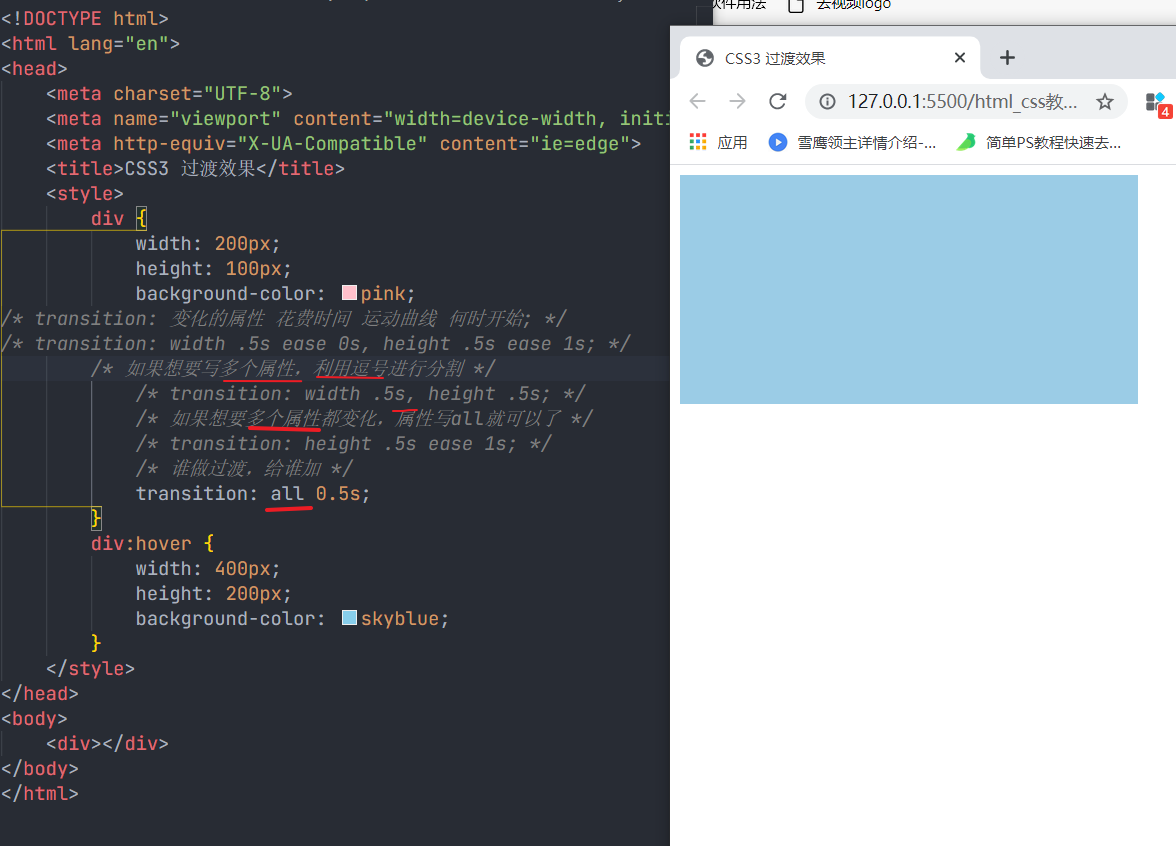 软件用法 去视频logo
<!DOCTYPE html>
<html lang="en">
<head>
<meta charset="UTF-8">
<meta name="viewport" content="width=device-width, initi
<meta http-equiv="X-UA-Compatible" content="ie=edge">
<title>CSS3 过渡效果</title>
<style>
div {
width: 200px;
height: 100px;
background-color: pink;
/* transition: 变化的属性 花费时间 运动曲线 何时开始; */
/* transition: width .5s ease 0s, height .5s ease 1s; */
/* 如果想要写多个属性，利用逗号进行分割 */
/* transition: width .5s, height .5s; */
/* 如果想要多个属性都变化，属性写all就可以了 */
/* transition: height .5s ease 1s; */
/* 谁做过渡，给谁加 */
transition: all 0.5s;
}
div:hover {
width: 400px;
height: 200px;
background-color: skyblue;
}
</style>
</head>
<body>
<div></div>
</body>
</html>
CSS3 过渡效果
127.0.0.1:5500/html_css教... 4
应用 雪鹰领主详情介绍-... 简单PS教程快速去...